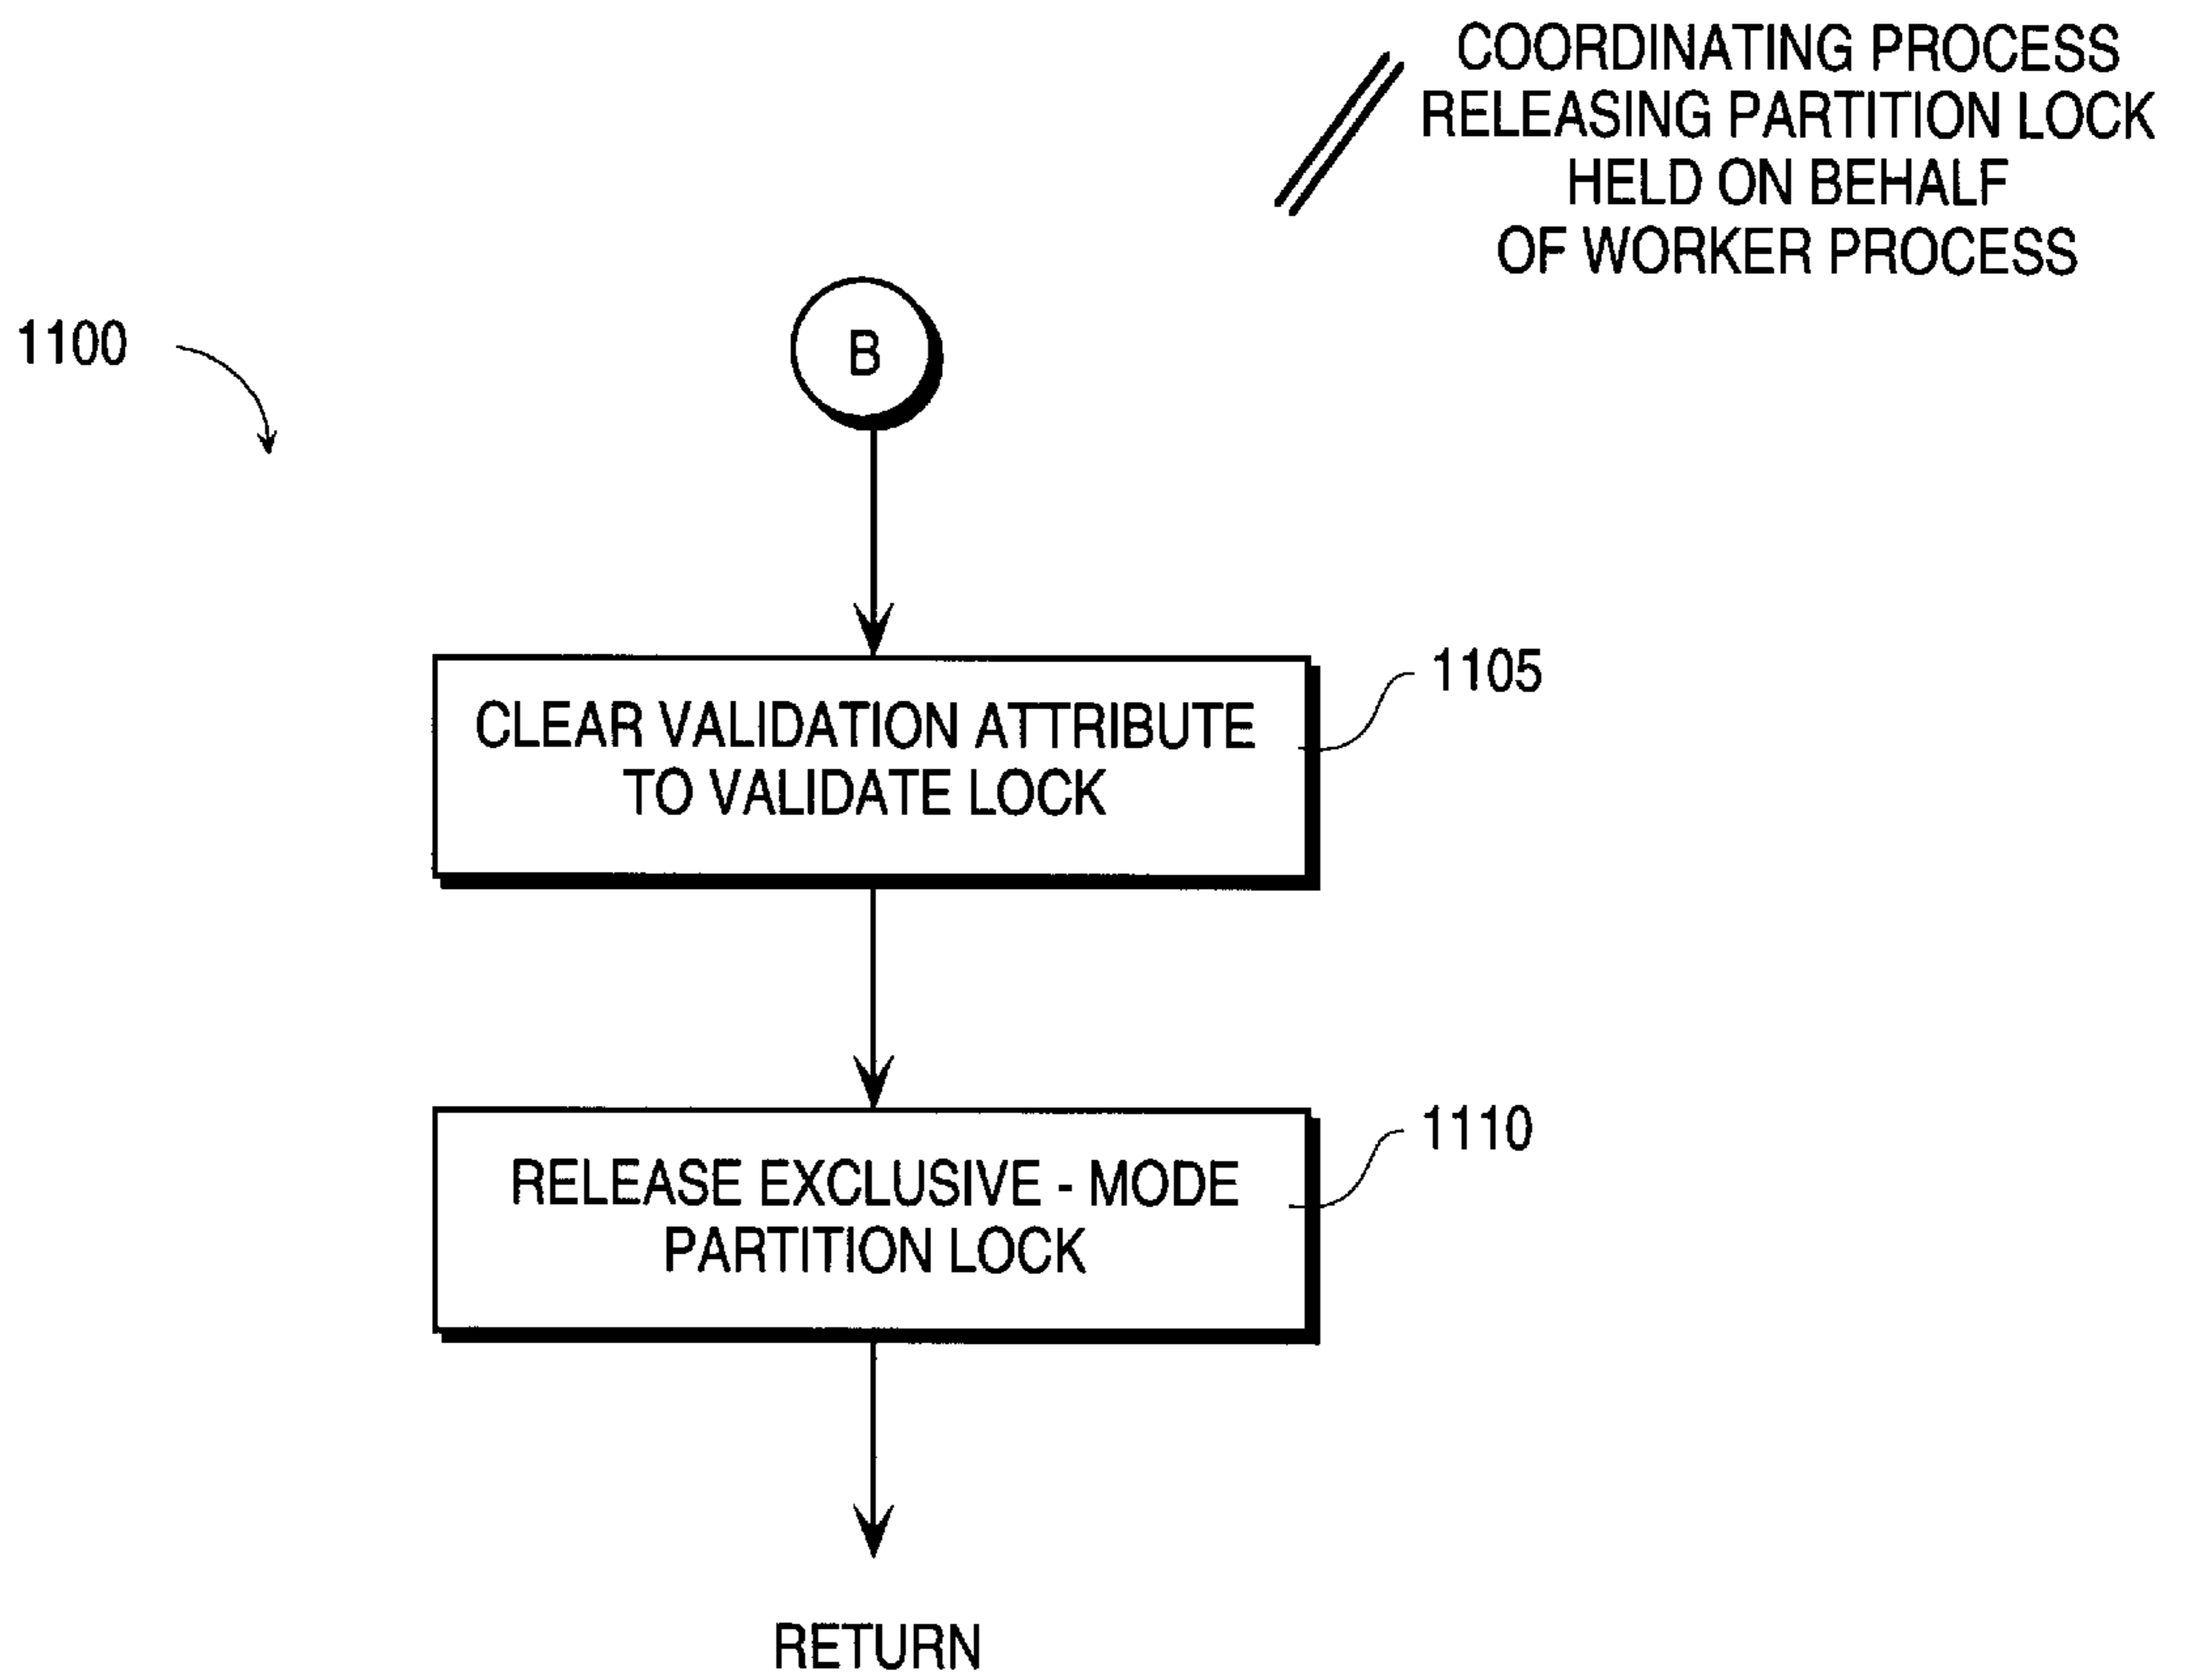 COORDINATING PROCESS
RELEASING PARTITION LOCK
HELD ON BEHALF
OF WORKER PROCESS
1100
B
1105
CLEAR VALIDATION ATTRIBUTE
TO VALIDATE LOCK
1110
RELEASE EXCLUSIVE - MODE
PARTITION LOCK
RETURN